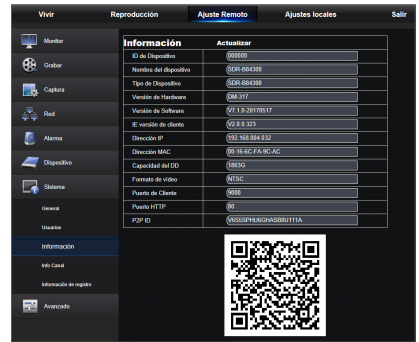 Vivir Reproducción Ajuste Remoto Ajustes locales Salir
Monitor
Grabar
Captura
Red
Alarma
Dispositivo
Sistema
General
Usuarios
Información
Info Canal
Información de registro
Avanzado
Información Actualizar
ID de Dispositivo 000000
Nombre del dispositivo SDR-B84300
Tipo de Dispositivo SDR-B84300
Versión de Hardware DM-317
Versión de Software V7.1.0-20170517
IE versión de cliente V2.0.0.323
Dirección IP 192.168.004.032
Dirección MAC 00-16-6C-FA-9C-AC
Capacidad del DD 1863G
Formato de vídeo NTSC
Puerto de Cliente 9000
Puerto HTTP 80
P2P ID V6S5SPHU6GHASB8U111A